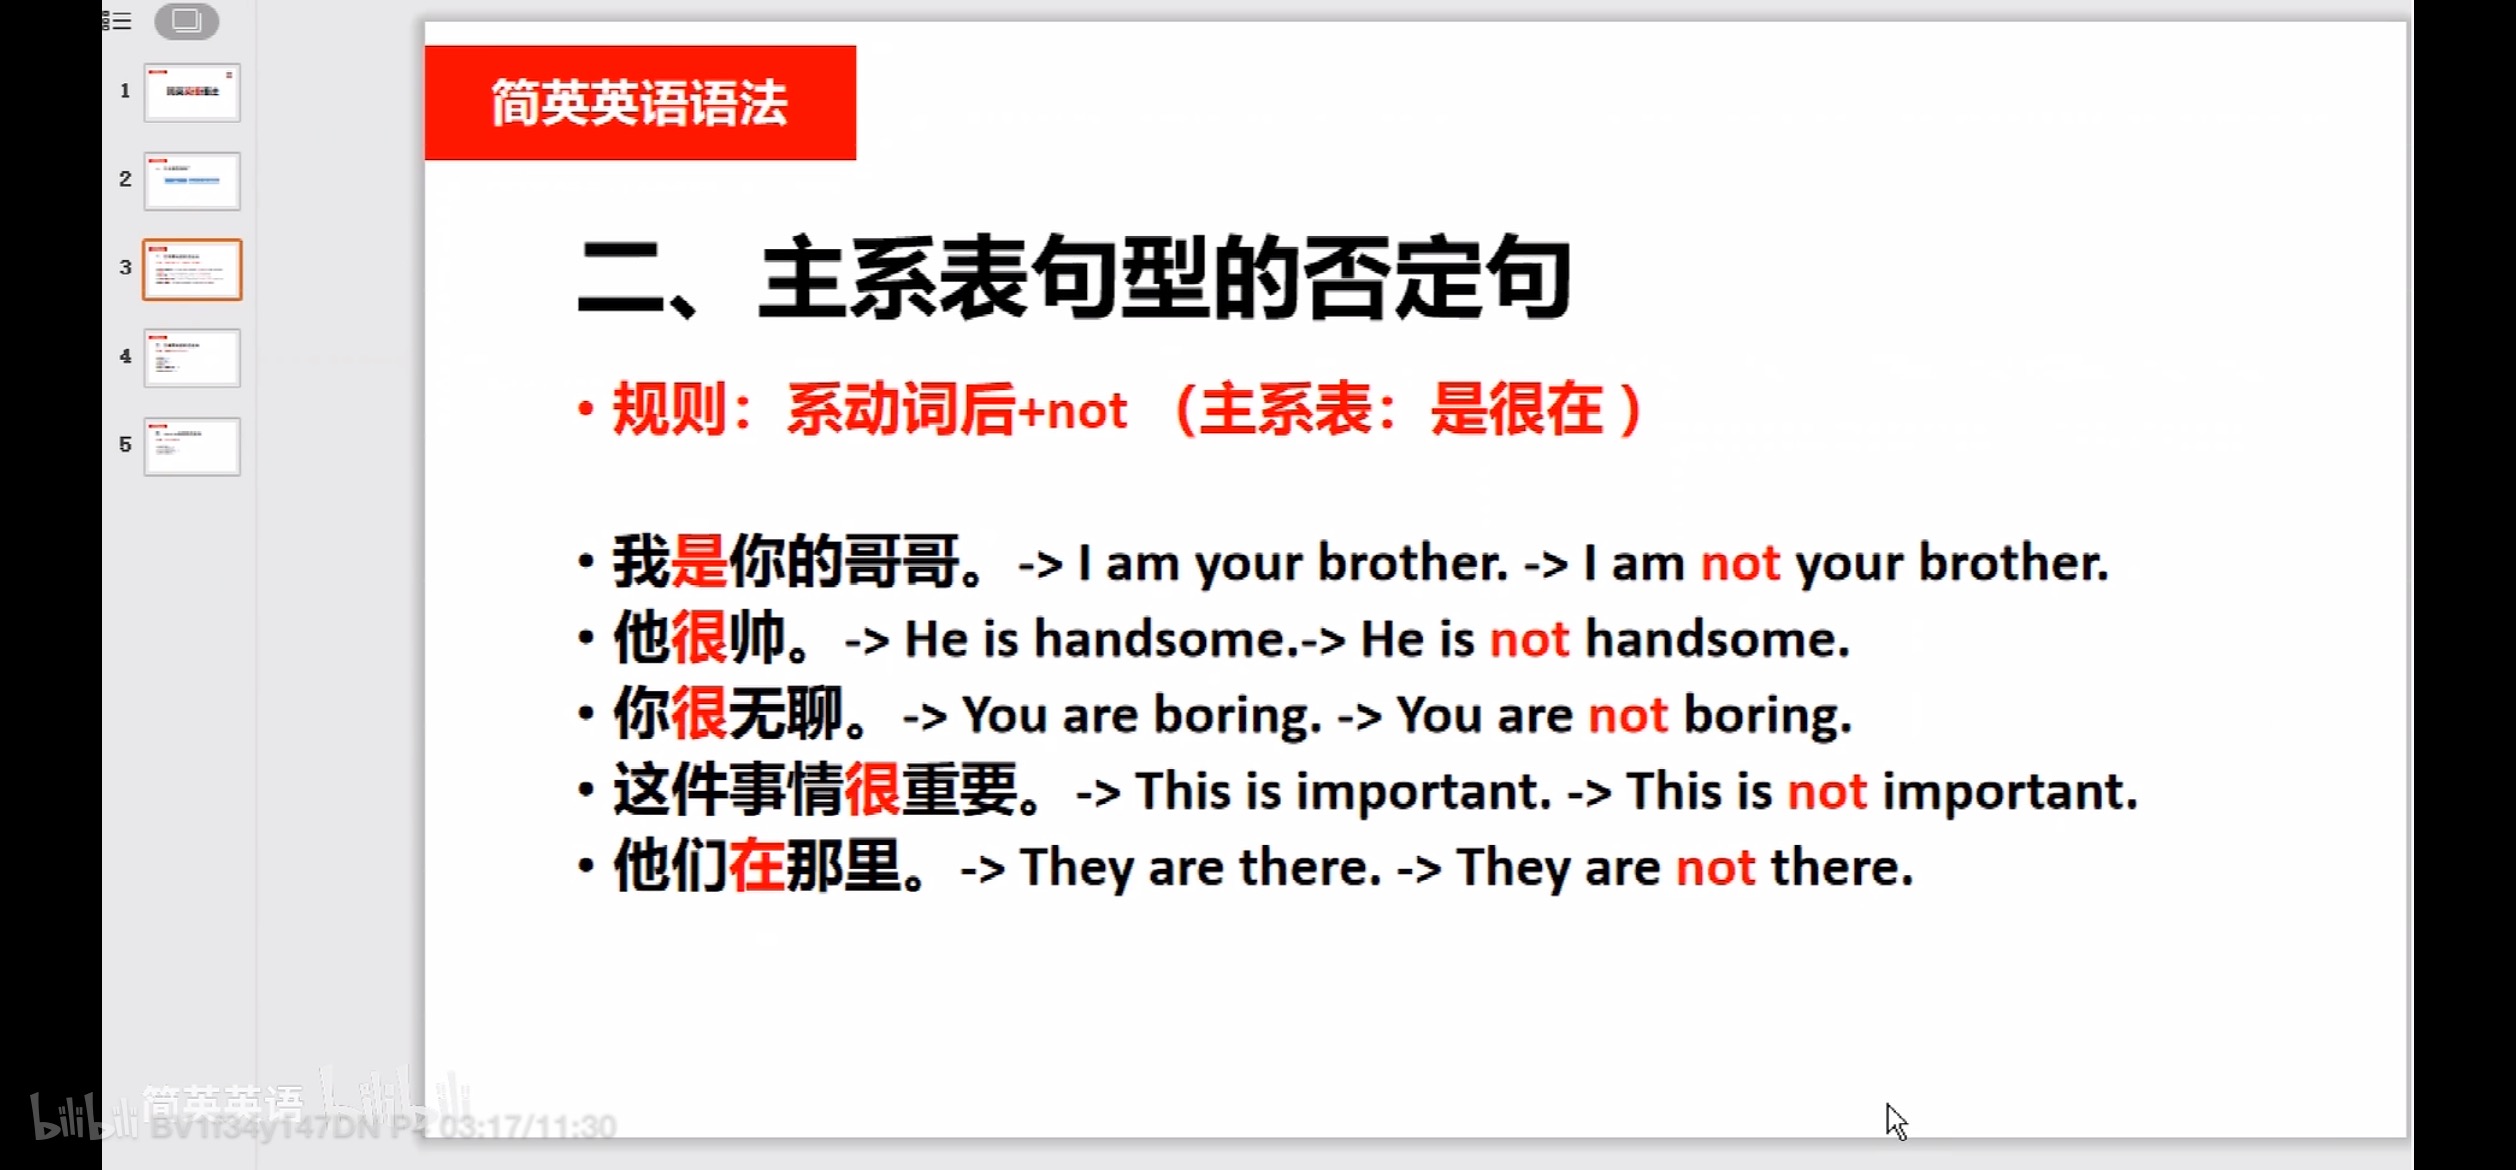 简英英语语法
1
2
3
4
5
二、主系表句型的否定句
• 规则：系动词后+not （主系表：是很在）
• 我是你的哥哥。-> I am your brother. -> I am not your brother.
• 他很帅。-> He is handsome.-> He is not handsome.
• 你很无聊。-> You are boring. -> You are not boring.
• 这件事情很重要。-> This is important. -> This is not important.
• 他们在那里。-> They are there. -> They are not there.
bilibili 简英英语 bilibili
03:17/11:30